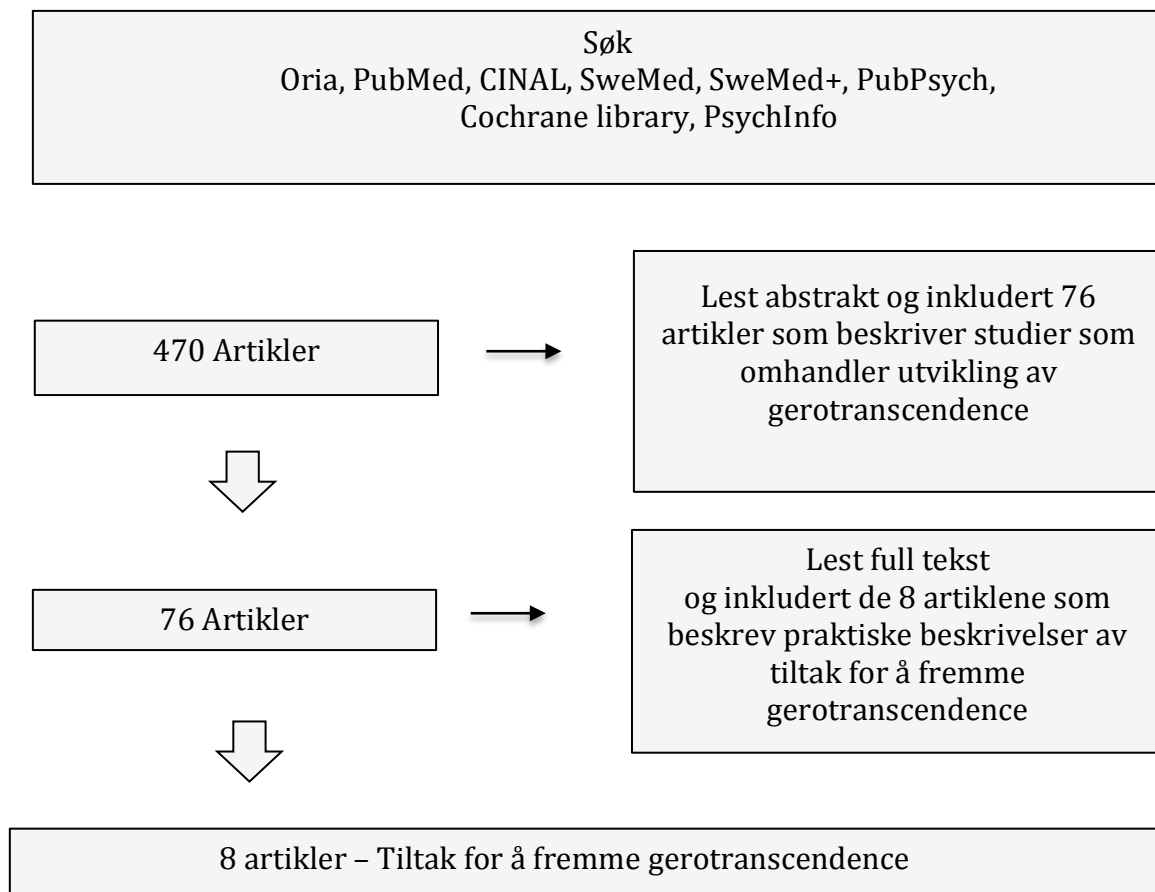 Søk
Oria, PubMed, CINAL, SweMed, SweMed+, PubPsych,
Cochrane library, PsychInfo
470 Artikler
Lest abstrakt og inkludert 76
artikler som beskriver studier som
omhandler utvikling av
gerotranscendence
76 Artikler
Lest full tekst
og inkludert de 8 artiklene som
beskrev praktiske beskrivelser av
tiltak for å fremme
gerotranscendence
8 artikler – Tiltak for å fremme gerotranscendence